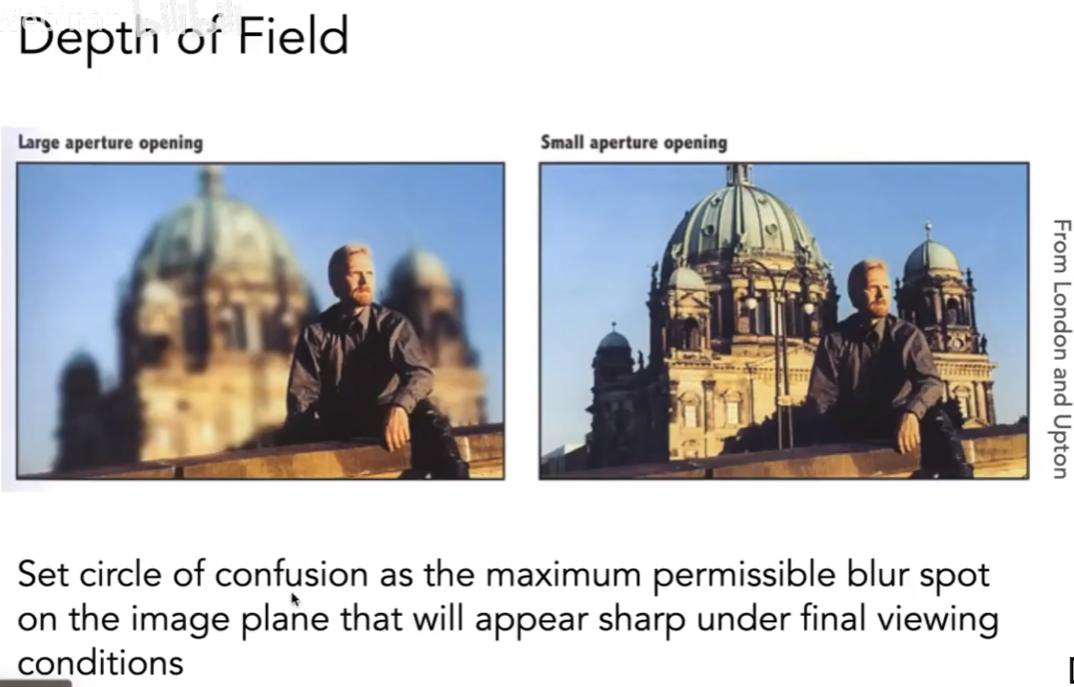 Depth of Field
Large aperture opening
Small aperture opening
From London and Upton
Set circle of confusion as the maximum permissible blur spot
on the image plane that will appear sharp under final viewing
conditions